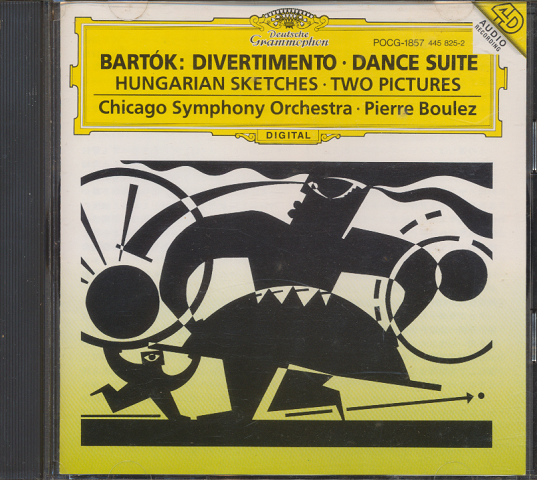 Deutsche
Grammophon
POCG-1857 445 825-2
4D
AUDIO
RECORDING
BARTÓK: DIVERTIMENTO · DANCE SUITE
HUNGARIAN SKETCHES · TWO PICTURES
Chicago Symphony Orchestra · Pierre Boulez
DIGITAL